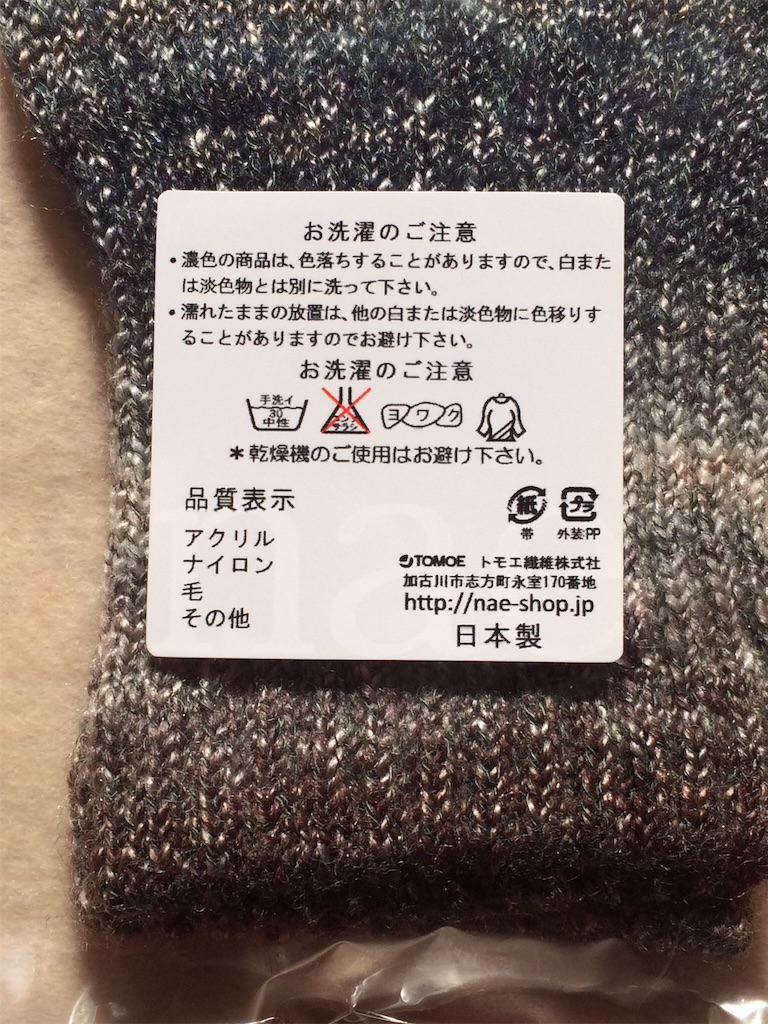 お洗濯のご注意
・濃色の商品は、色落ちすることがありますので、白また
は淡色物とは別に洗って下さい。
・濡れたままの放置は、他の白または淡色物に色移りす
ることがありますのでお避け下さい。
お洗濯のご注意
手洗イ
30
中性
エンソ
サラシ
ヨワク
＊乾燥機のご使用はお避け下さい。
品質表示
アクリル
ナイロン
毛
その他
紙
帯
プラ
外装:PP
TOMOE トモエ繊維株式会社
加古川市志方町永室170番地
http://nae-shop.jp
日本製
nae